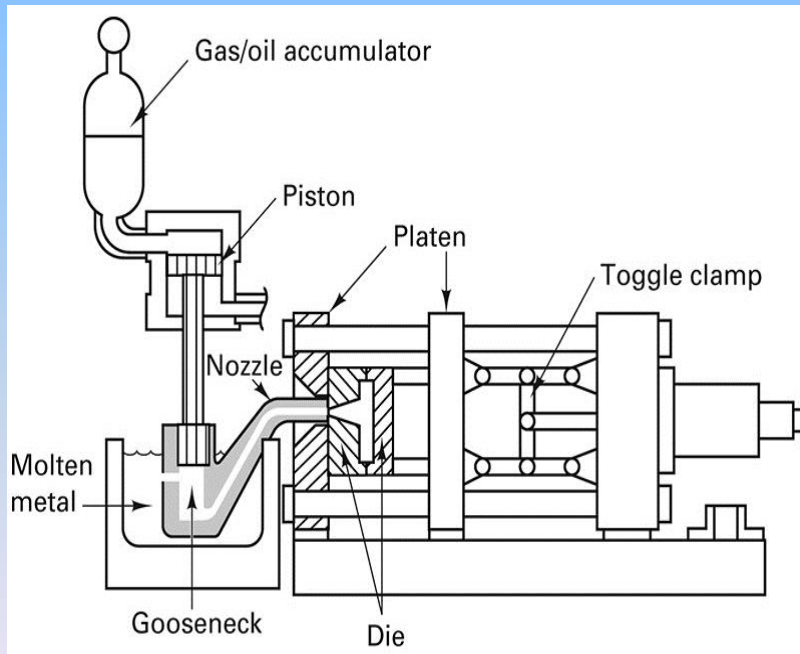 Gas/oil accumulator
Piston
Platen
Toggle clamp
Nozzle
Molten
metal
Gooseneck
Die